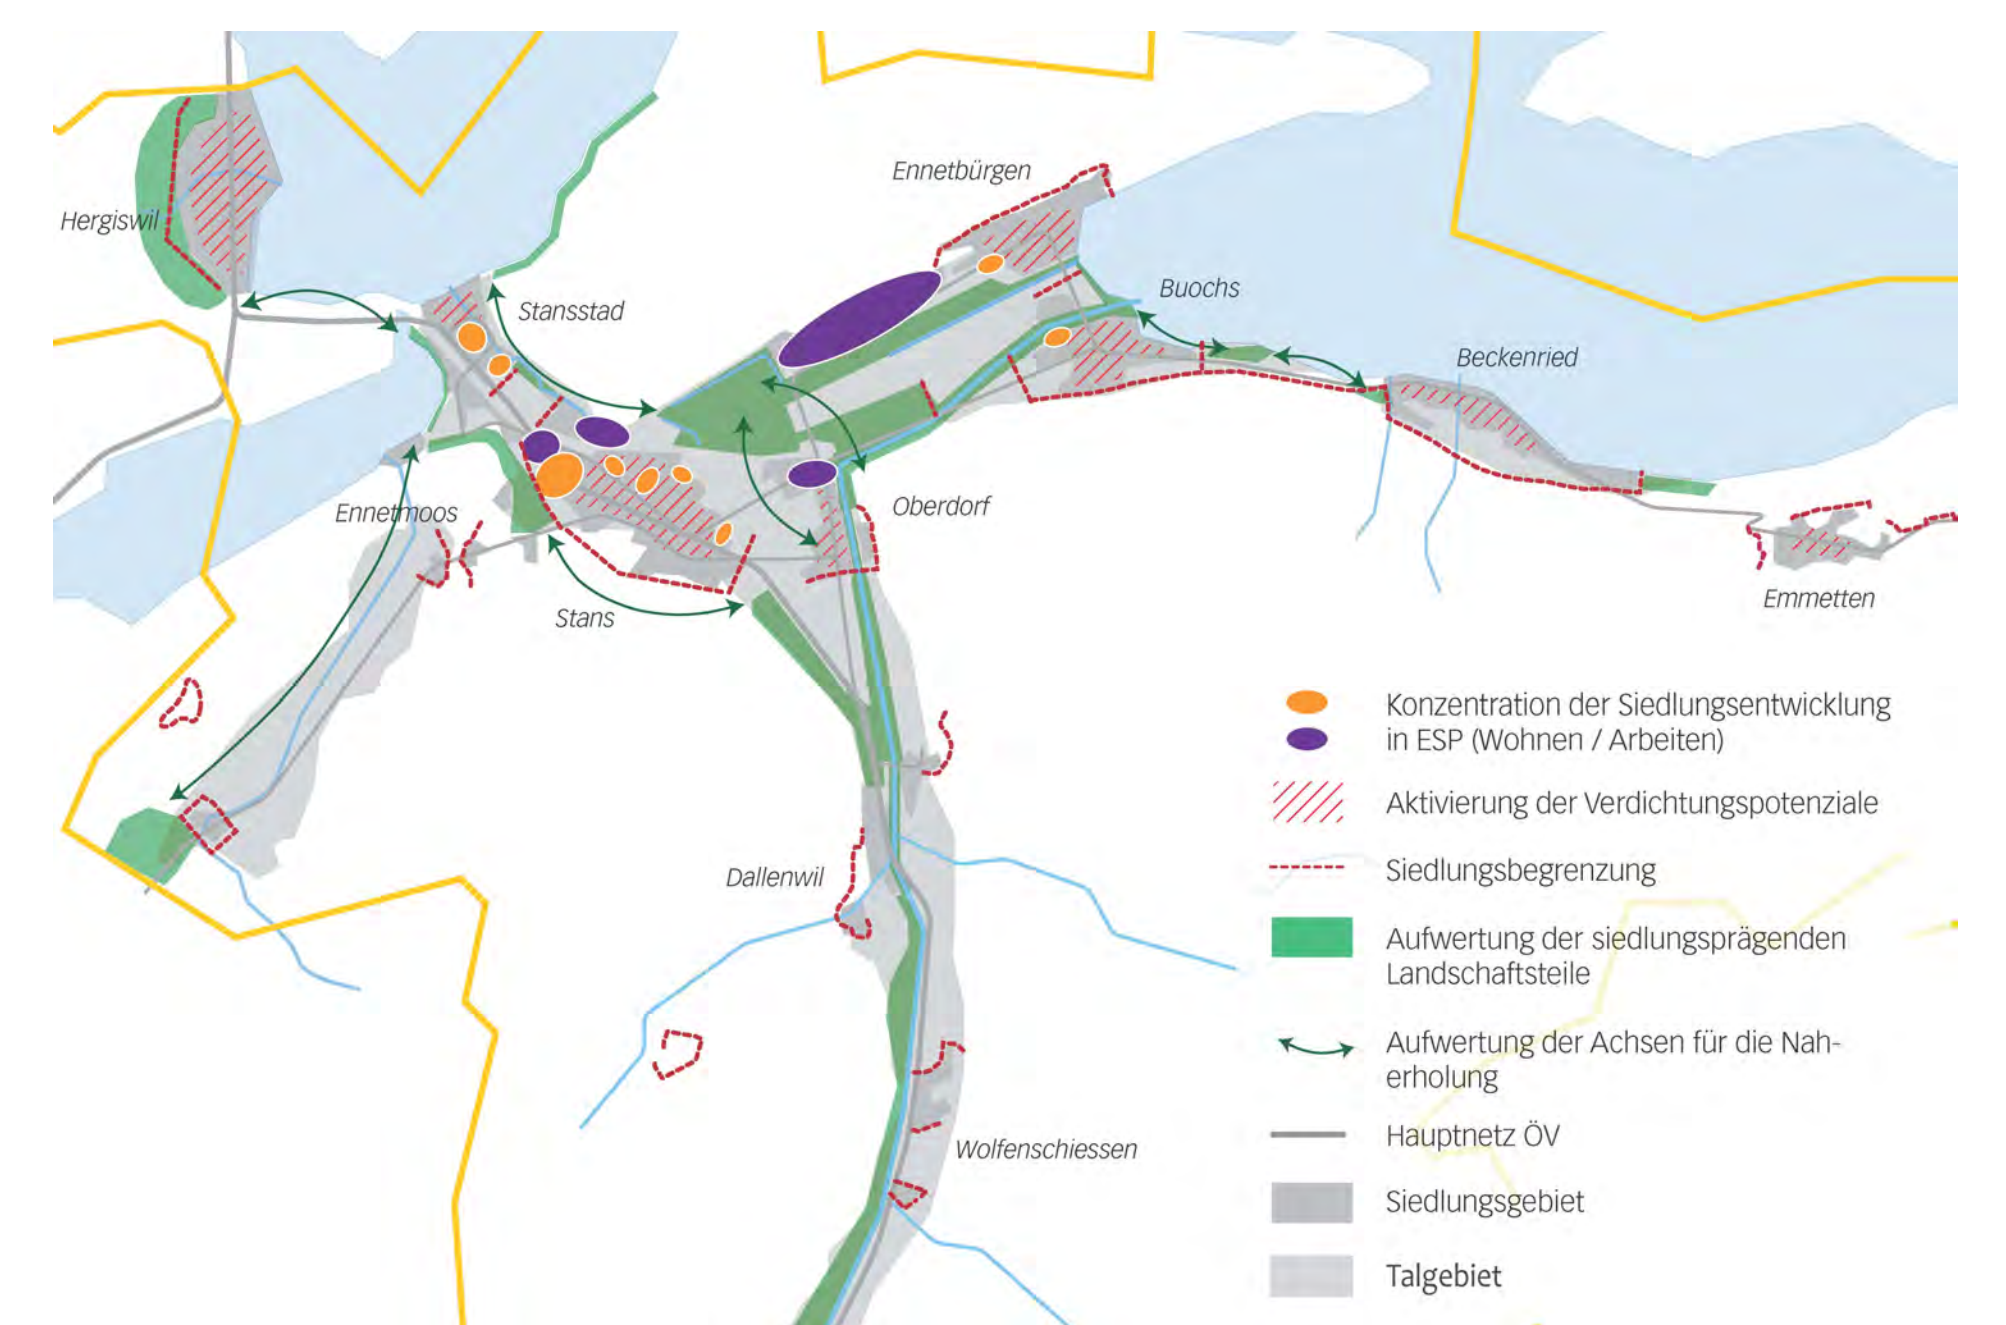 Ennetbürgen
Hergiswil
Buochs
Stansstad
Beckenried
Ennetmoos
Oberdorf
Emmetten
Stans
Dallenwil
Wolfenschiessen
Konzentration der Siedlungsentwicklung
in ESP (Wohnen / Arbeiten)
Aktivierung der Verdichtungspotenziale
Siedlungsbegrenzung
Aufwertung der siedlungsprägenden
Landschaftsteile
Aufwertung der Achsen für die Nah-
erholung
Hauptnetz ÖV
Siedlungsgebiet
Talgebiet